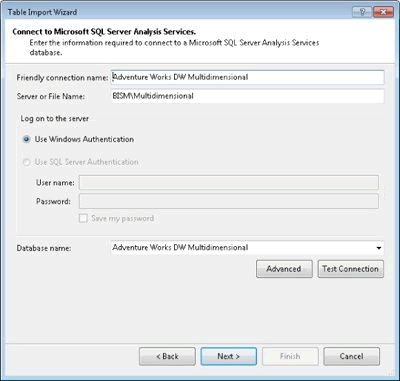 Table Import Wizard
Connect to Microsoft SQL Server Analysis Services.
Enter the information required to connect to a Microsoft SQL Server Analysis Services
database.
Friendly connection name: Adventure Works DW Multidimensional
Server or File Name: BISM\Multidimensional
Log on to the server
Use Windows Authentication
Use SQL Server Authentication
User name:
Password:
Save my password
Database name: Adventure Works DW Multidimensional
Advanced Test Connection
< Back Next > Finish Cancel